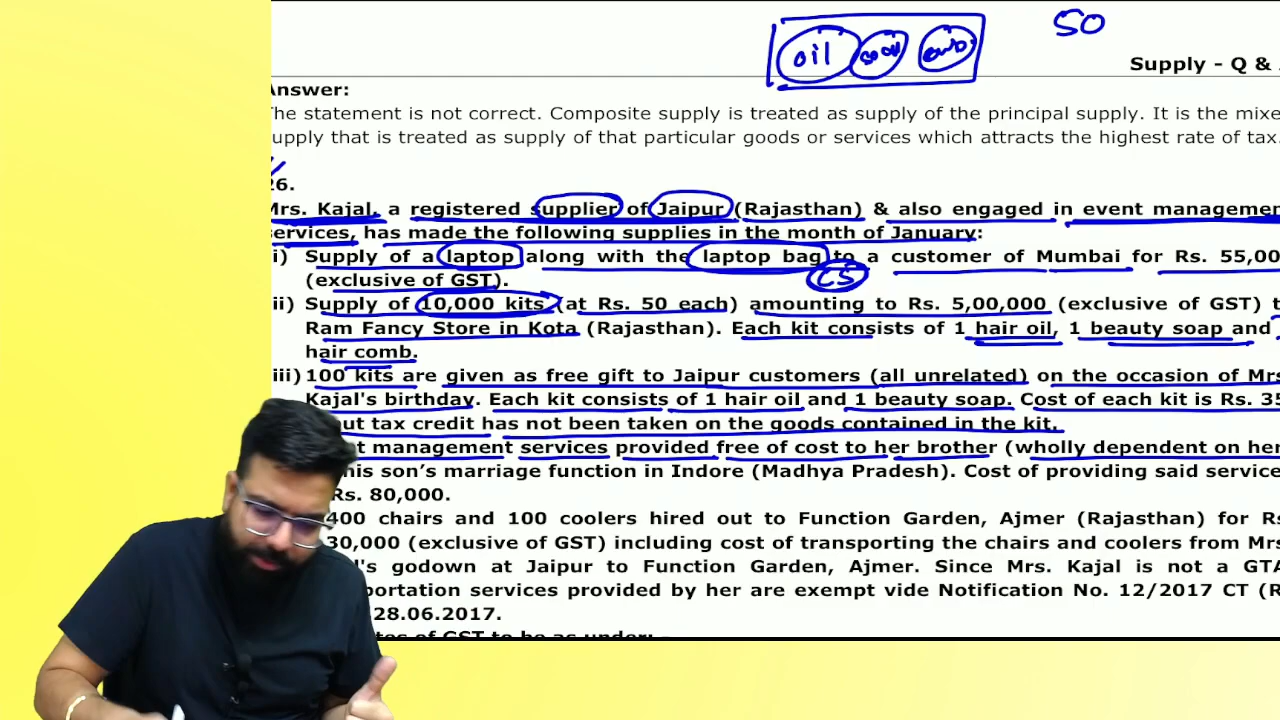 oil
50
Supply - Q &
Answer:
The statement is not correct. Composite supply is treated as supply of the principal supply. It is the mixe
supply that is treated as supply of that particular goods or services which attracts the highest rate of tax.
26.
Mrs. Kajal, a registered supplier of Jaipur (Rajasthan) & also engaged in event managemen
services, has made the following supplies in the month of January:
i) Supply of a laptop along with the laptop bag to a customer of Mumbai for Rs. 55,00
CS
(exclusive of GST).
ii) Supply of 10,000 kits (at Rs. 50 each) amounting to Rs. 5,00,000 (exclusive of GST) t
Ram Fancy Store in Kota (Rajasthan). Each kit consists of 1 hair oil, 1 beauty soap and
hair comb.
iii) 100 kits are given as free gift to Jaipur customers (all unrelated) on the occasion of Mrs
Kajal's birthday. Each kit consists of 1 hair oil and 1 beauty soap. Cost of each kit is Rs. 35
put tax credit has not been taken on the goods contained in the kit.
t management services provided free of cost to her brother (wholly dependent on her
his son's marriage function in Indore (Madhya Pradesh). Cost of providing said service
Rs. 80,000.
400 chairs and 100 coolers hired out to Function Garden, Ajmer (Rajasthan) for Rs
30,000 (exclusive of GST) including cost of transporting the chairs and coolers from Mrs
l's godown at Jaipur to Function Garden, Ajmer. Since Mrs. Kajal is not a GTA
portation services provided by her are exempt vide Notification No. 12/2017 CT (R
28.06.2017.
tes of GST to be as under: -